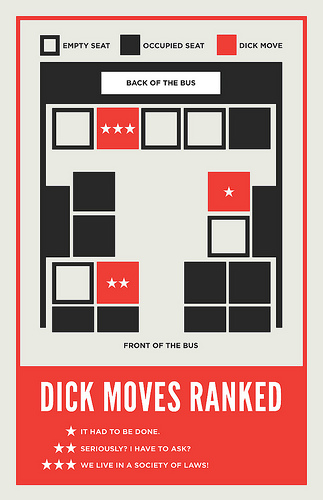 EMPTY SEAT OCCUPIED SEAT DICK MOVE
BACK OF THE BUS
FRONT OF THE BUS
DICK MOVES RANKED
★ IT HAD TO BE DONE.
★★ SERIOUSLY? I HAVE TO ASK?
★★★ WE LIVE IN A SOCIETY OF LAWS!